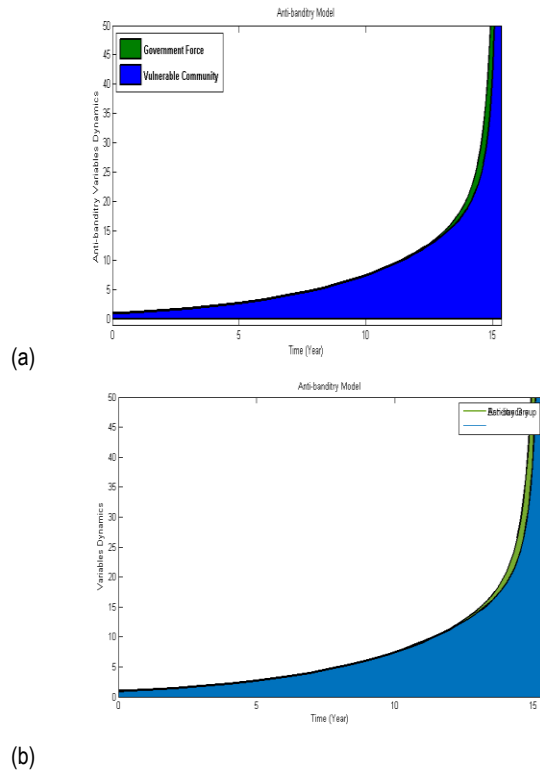 Anti-banditry Model
Government Force
Vulnerable Community
Anti-banditry Variables Dynamics
50
45
40
35
30
25
20
15
10
5
0
0 5 10 15
Time (Year)
(a)
Anti-banditry Model
Group
Variables Dynamics
50
45
40
35
30
25
20
15
10
5
0
0 5 10 15
Time (Year)
(b)